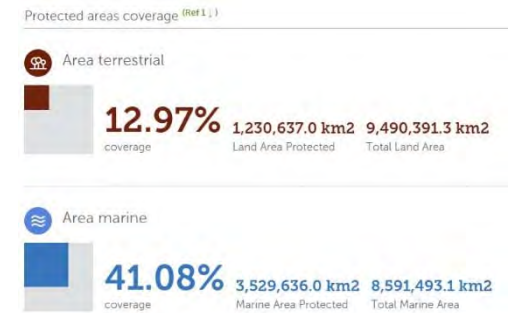 Protected areas coverage (Ref 1 ↓ )
Area terrestrial
12.97% 1,230,637.0 km2 9,490,391.3 km2
coverage Land Area Protected Total Land Area
Area marine
41.08% 3,529,636.0 km2 8,591,493.1 km2
coverage Marine Area Protected Total Marine Area